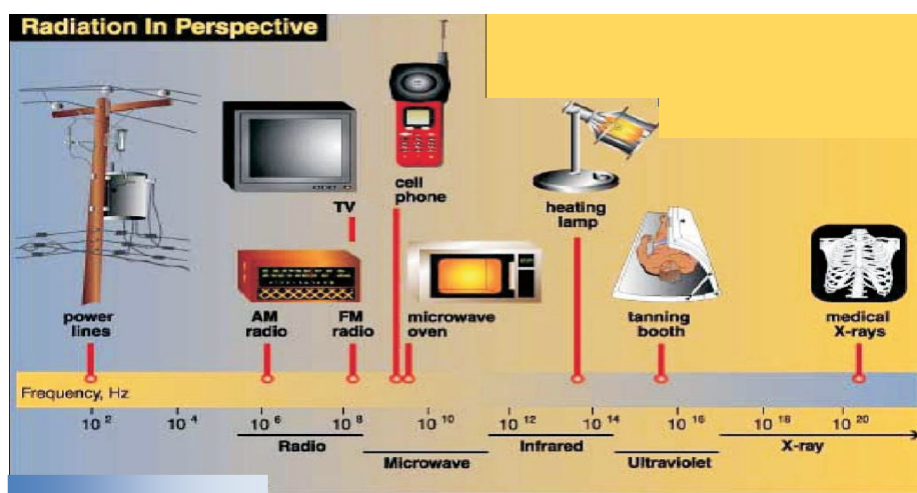 Radiation In Perspective
cell
phone
TV
heating
lamp
power
lines
AM
radio
FM
radio
microwave
oven
tanning
booth
medical
X-rays
Frequency, Hz
10 2 10 4 10 6 10 8 10 10 10 12 10 14 10 16 10 18 10 20
Radio Infrared X-ray
Microwave Ultraviolet